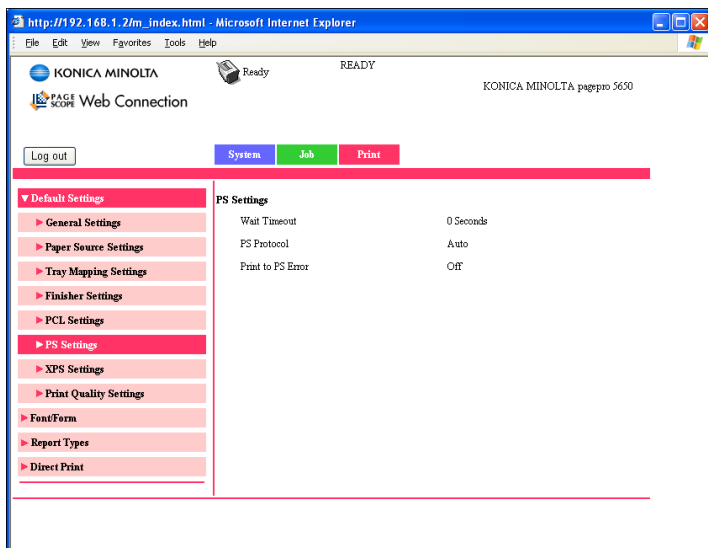 http://192.168.1.2/m_index.html - Microsoft Internet Explorer
File Edit View Favorites Tools Help
KONICA MINOLTA
Ready
READY
KONICA MINOLTA pagepro 5650
PAGE SCOPE Web Connection
Log out
System Job Print
Default Settings
General Settings
Paper Source Settings
Tray Mapping Settings
Finisher Settings
PCL Settings
PS Settings
XPS Settings
Print Quality Settings
Font/Form
Report Types
Direct Print
PS Settings
Wait Timeout 0 Seconds
PS Protocol Auto
Print to PS Error Off